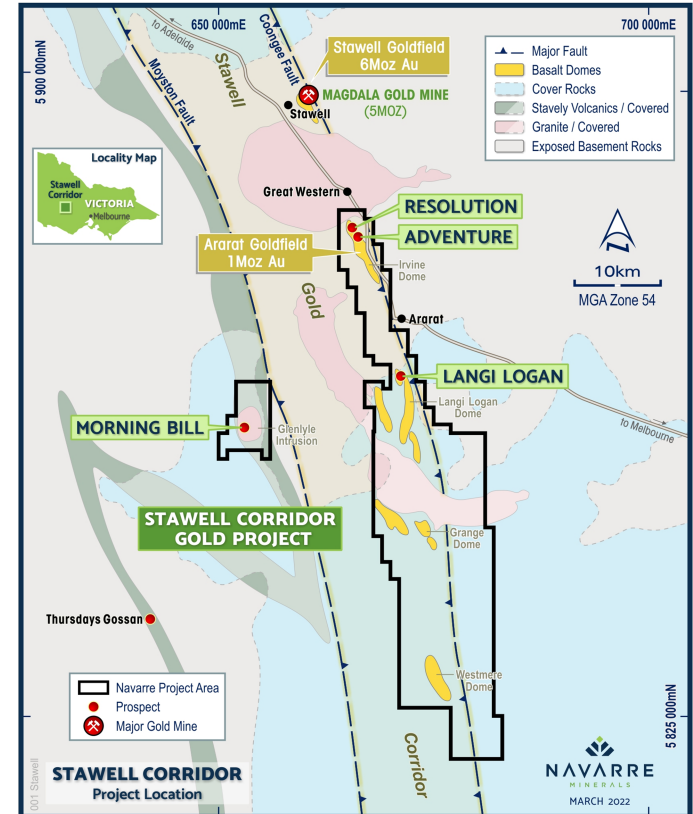 650 000mE
700 000mE
5 900 000mN
to Adelaide
Coongee Fault
Moyston Fault
Stawell
Stawell Goldfield
6Moz Au
MAGDALA GOLD MINE
(5MOZ)
Stawell
Major Fault
Basalt Domes
Cover Rocks
Stavely Volcanics / Covered
Granite / Covered
Exposed Basement Rocks
Locality Map
Stawell
Corridor
VICTORIA
Melbourne
Great Western
RESOLUTION
ADVENTURE
Ararat Goldfield
1Moz Au
Irvine
Dome
10km
MGA Zone 54
Gold
Ararat
LANGI LOGAN
Langi Logan
Dome
to Melbourne
MORNING BILL
Glenlyle
Intrusion
STAWELL CORRIDOR
GOLD PROJECT
Grange
Dome
Thursdays Gossan
Westmere
Dome
Navarre Project Area
Prospect
Major Gold Mine
5 825 000mN
Corridor
STAWELL CORRIDOR
Project Location
001 Stawell
NAVARRE
MINERALS
MARCH 2022